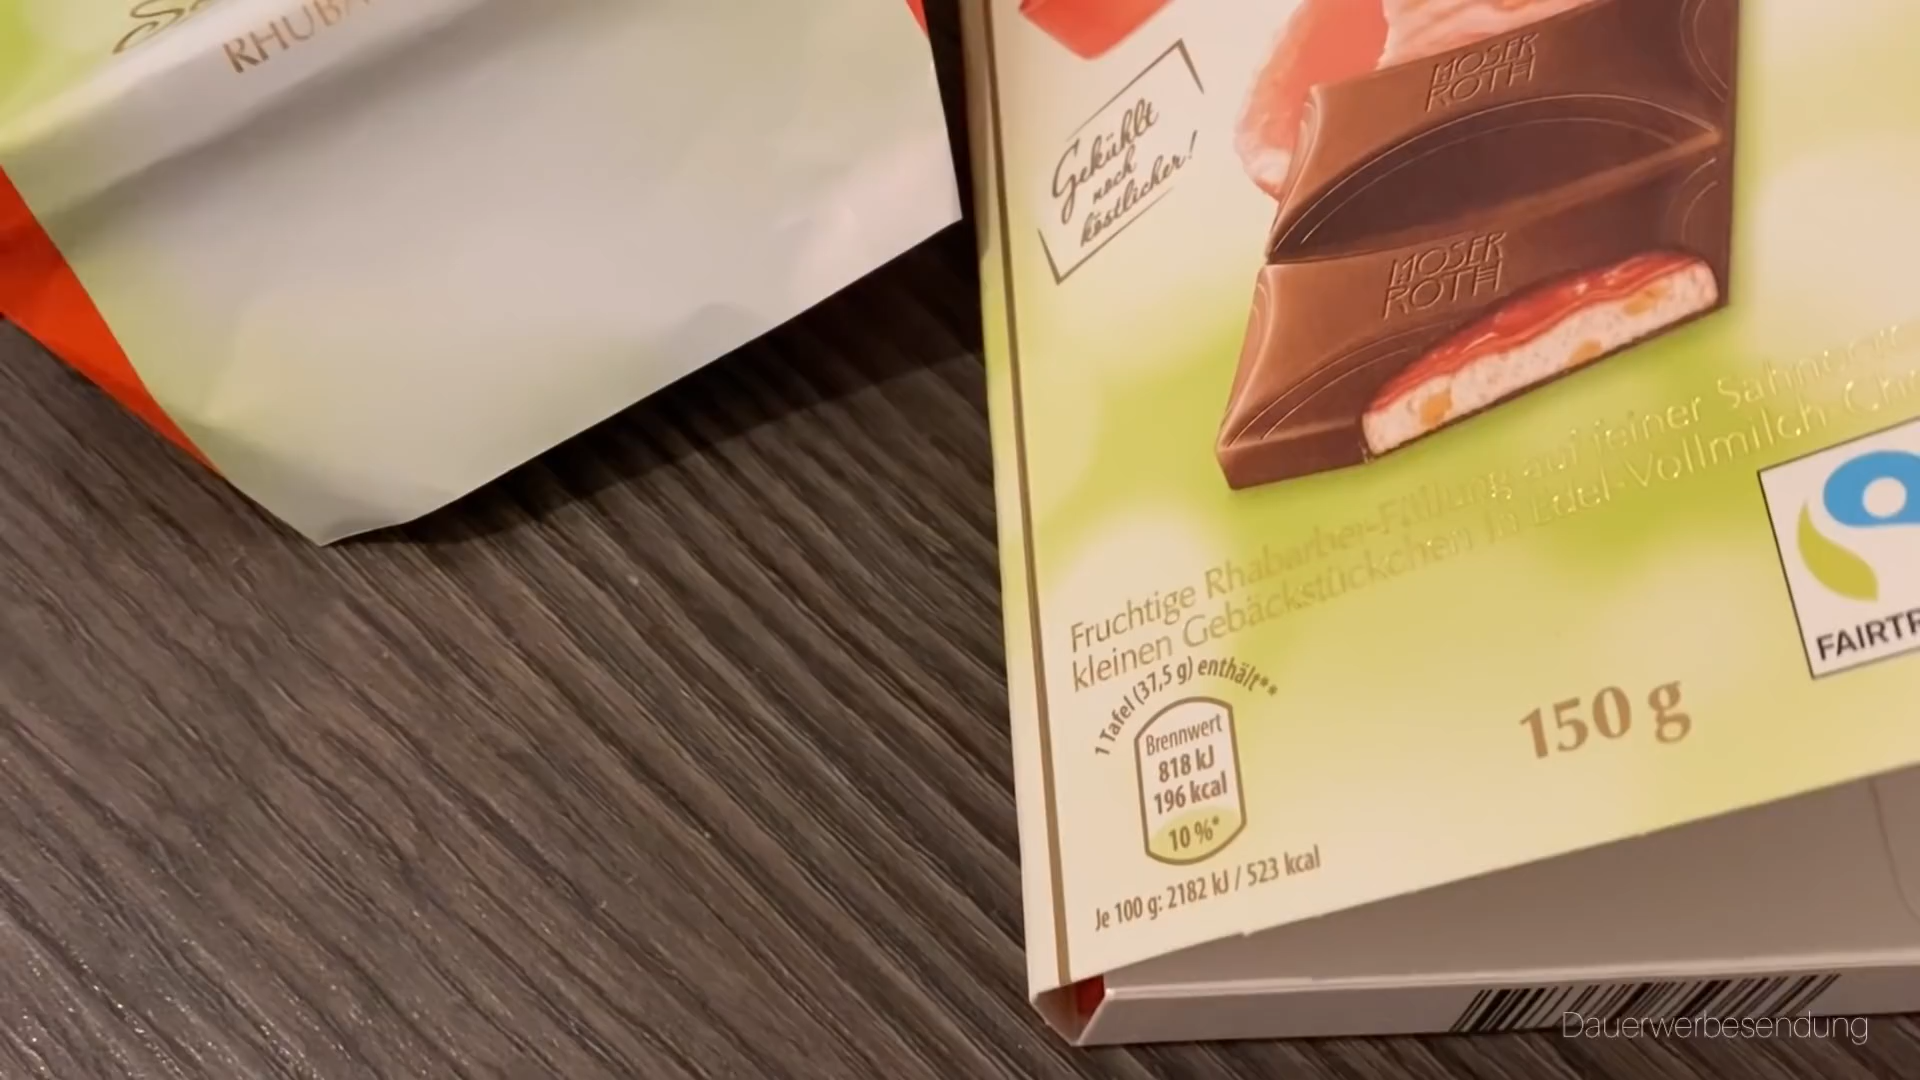 RHUBA
Gekühlt
noch
köstlicher!
MOSER
ROTH
MOSER
ROTH
Fruchtige Rhabarber-Füllung auf feiner
kleinen Gebäckstückchen in Edel-Vollmilch-Ch
1 Tafel (37,5 g) enthält**
Brennwert
818 kJ
196 kcal
10 %*
Je 100 g: 2182 kJ / 523 kcal
150 g
FAIRTR
Dauerwerbesendung